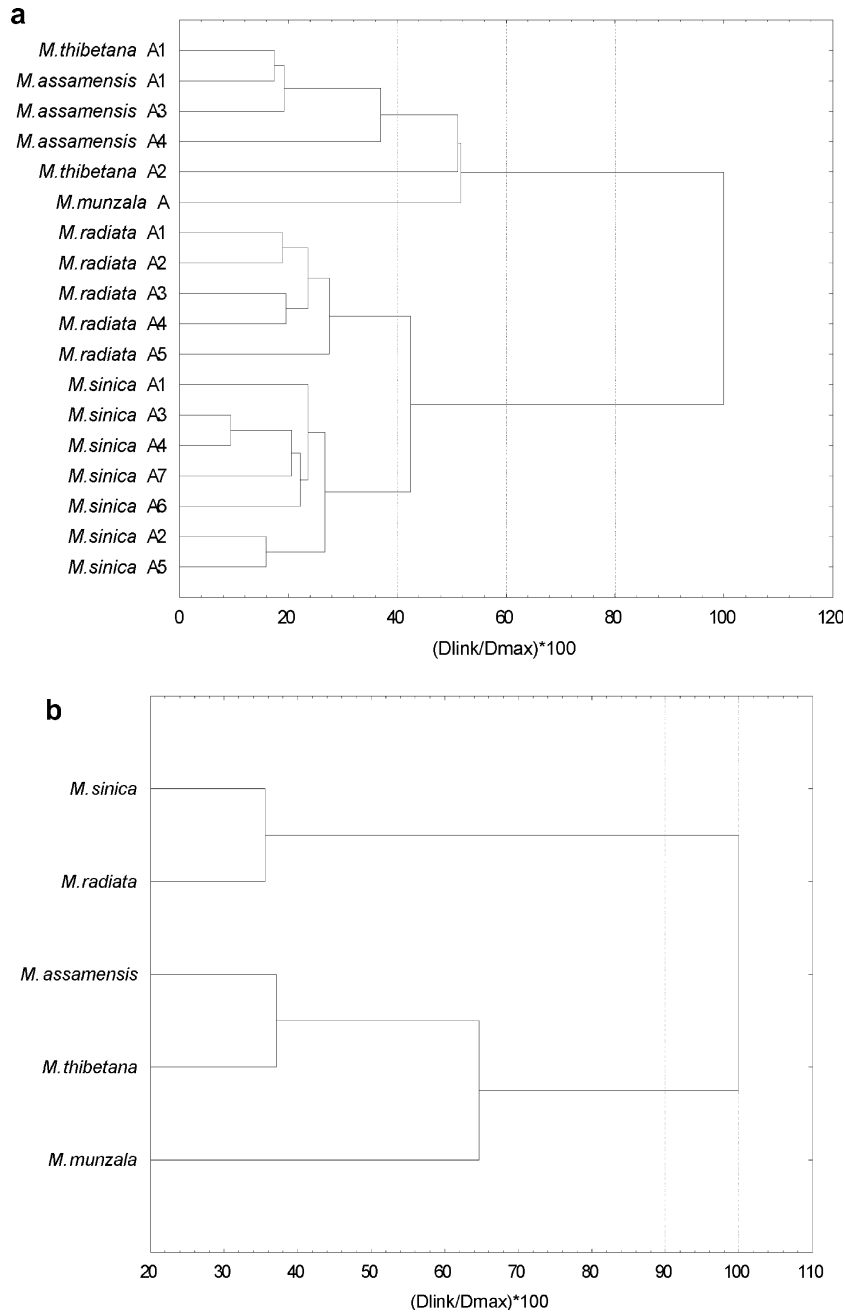 a
M.thibetana A1
M.assamensis A1
M.assamensis A3
M.assamensis A4
M.thibetana A2
M.munzala A
M.radiata A1
M.radiata A2
M.radiata A3
M.radiata A4
M.radiata A5
M.sinica A1
M.sinica A3
M.sinica A4
M.sinica A7
M.sinica A6
M.sinica A2
M.sinica A5
0 20 40 60 80 100 120
(Dlink/Dmax)*100
b
M.sinica
M.radiata
M.assamensis
M.thibetana
M.munzala
20 30 40 50 60 70 80 90 100 110
(Dlink/Dmax)*100